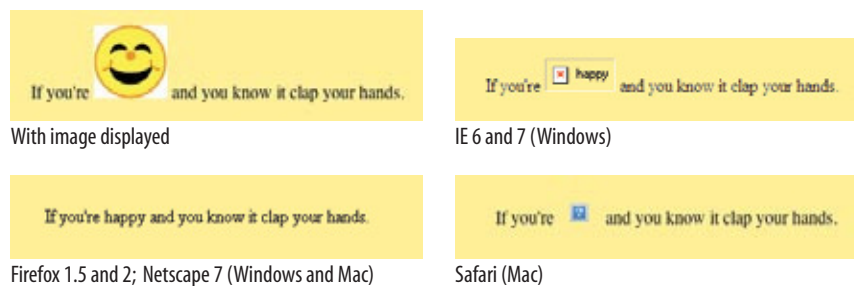 If you're and you know it clap your hands.
With image displayed
If you're happy and you know it clap your hands.
IE 6 and 7 (Windows)
If you're happy and you know it clap your hands.
Firefox 1.5 and 2; Netscape 7 (Windows and Mac)
If you're ? and you know it clap your hands.
Safari (Mac)